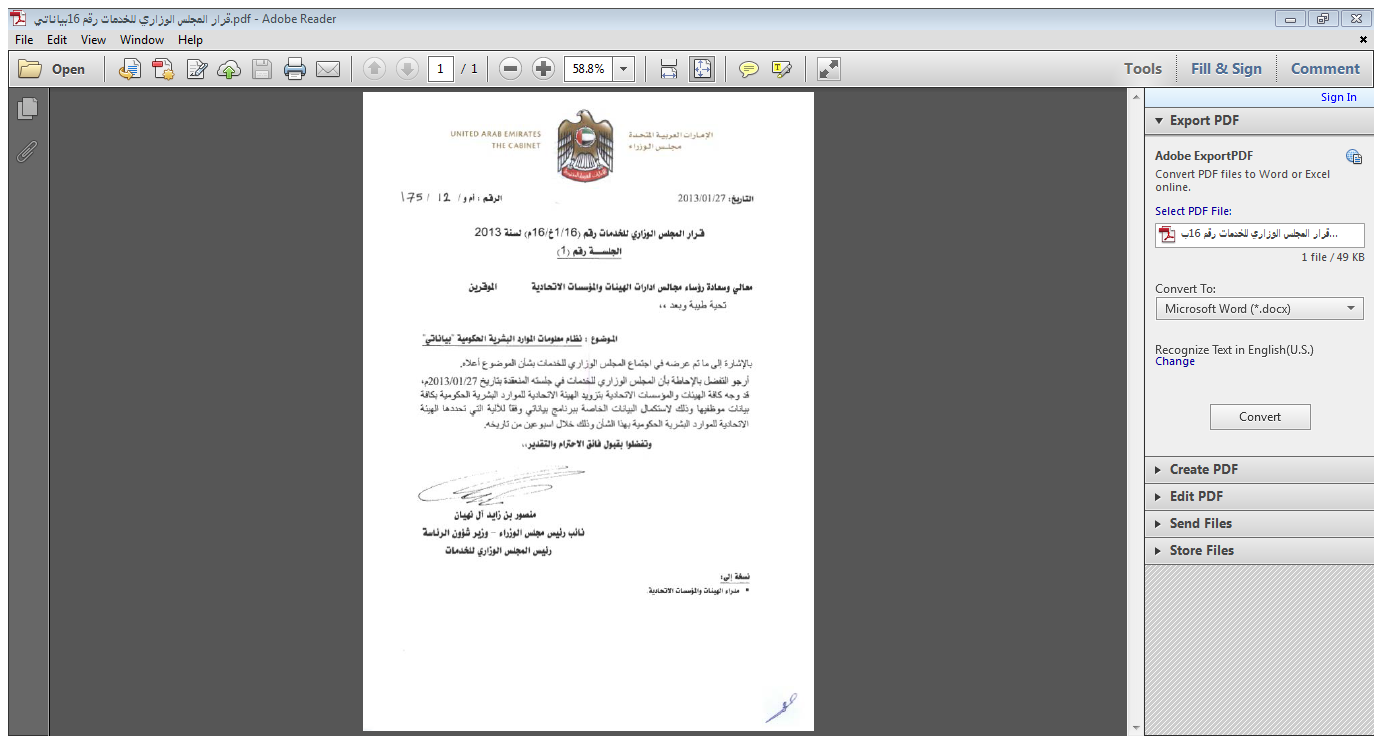 قرار المجلس الوزاري للخدمات رقم 16بياناتي.pdf - Adobe Reader
File Edit View Window Help
Open 1 / 1 58.8% Tools Fill & Sign Comment
Sign In
Export PDF
Adobe ExportPDF
Convert PDF files to Word or Excel
online.
Select PDF File:
قرار المجلس الوزاري للخدمات رقم 16ب...
1 file / 49 KB
Convert To:
Microsoft Word (*.docx)
Recognize Text in English(U.S.)
Change
Convert
Create PDF
Edit PDF
Send Files
Store Files
UNITED ARAB EMIRATES
THE CABINET
الإمارات العربية المتحدة
مجلس الوزراء
التاريخ: 2013/01/27
الرقم : أم و/ 12 / 175
قرار المجلس الوزاري للخدمات رقم (1/16خ/16م) لسنة 2013
الجلســة رقم (1)
معالي وسعادة رؤساء مجالس ادارات الهيئات والمؤسسات الاتحادية الموقرين
تحية طيبة وبعد ،،
الموضوع : نظام معلومات الموارد البشرية الحكومية "بياناتي"
بالإشارة إلى ما تم عرضه في اجتماع المجلس الوزاري للخدمات بشأن الموضوع أعلاه.
أرجو التفضل بالإحاطة بأن المجلس الوزاري للخدمات في جلسته المنعقدة بتاريخ 2013/01/27م،
قد وجه كافة الهيئات والمؤسسات الاتحادية بتزويد الهيئة الاتحادية للموارد البشرية الحكومية بكافة
بيانات موظفيها وذلك لاستكمال البيانات الخاصة ببرنامج بياناتي وفقا للآلية التي تحددها الهيئة
الاتحادية للموارد البشرية الحكومية بهذا الشأن وذلك خلال اسبوعين من تاريخه.
وتفضلوا بقبول فائق الاحترام والتقدير،،
منصور بن زايد آل نهيان
نائب رئيس مجلس الوزراء – وزير شؤون الرئاسة
رئيس المجلس الوزاري للخدمات
نسخة إلى:
• مدراء الهيئات والمؤسسات الاتحادية.